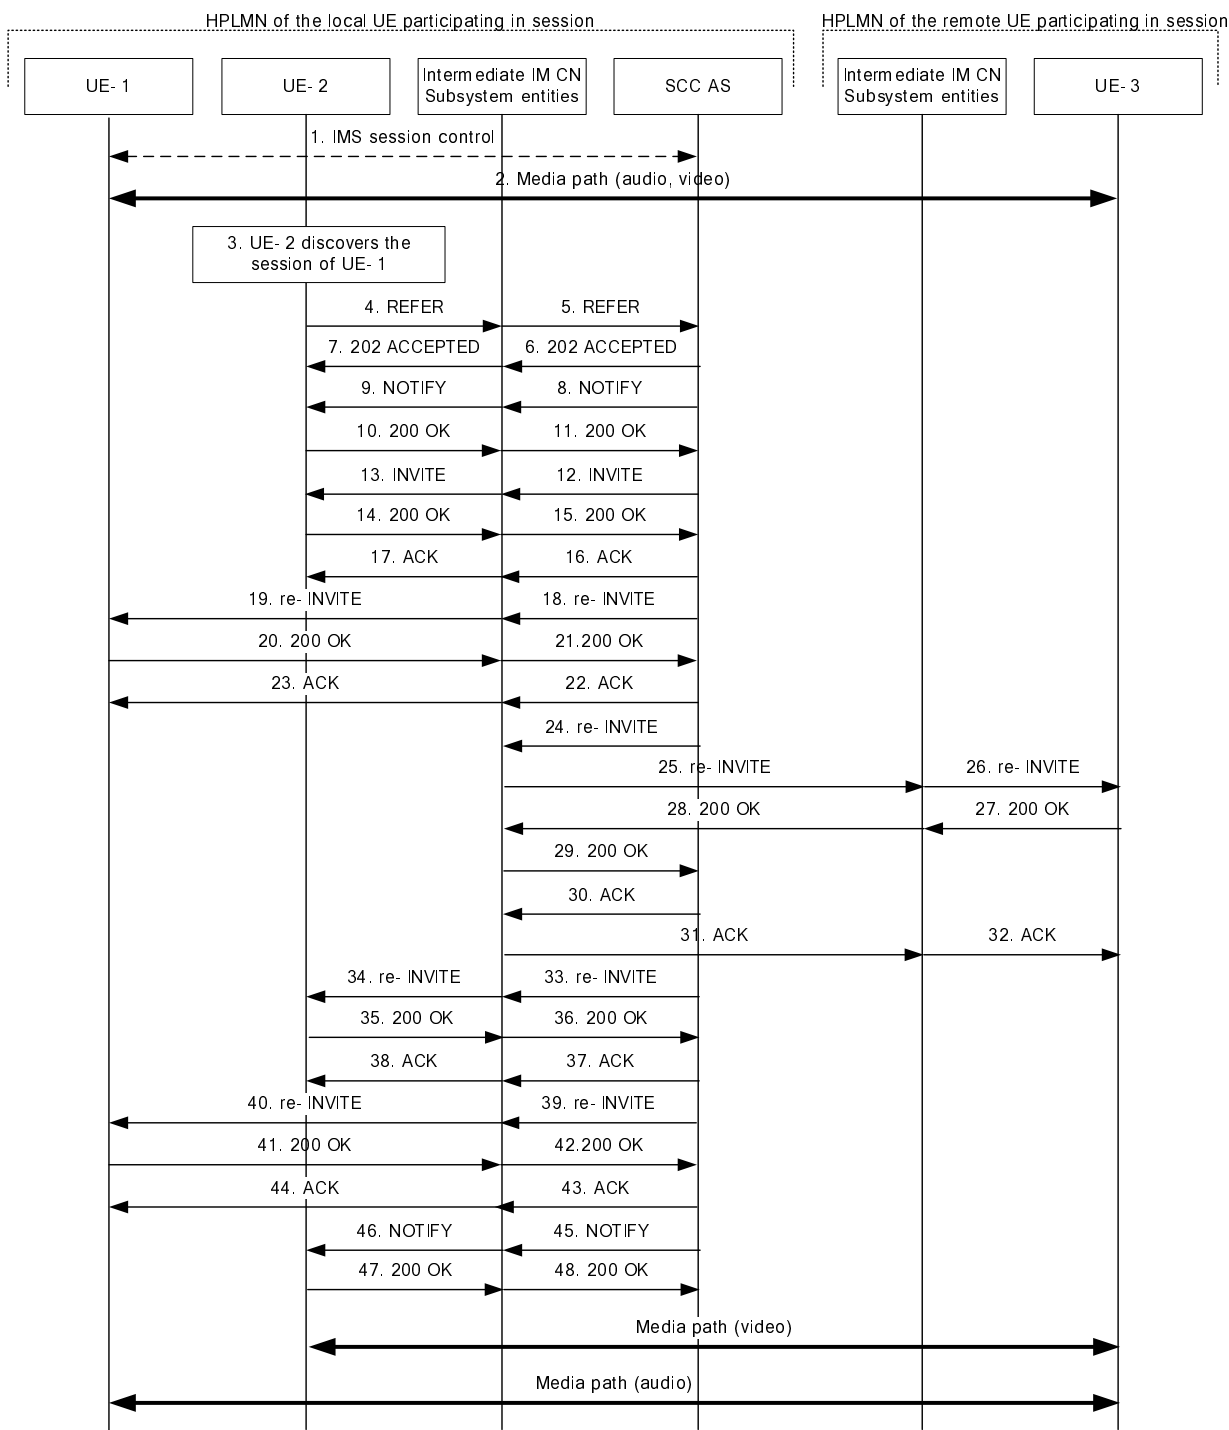 HPLMN of the local UE participating in session
HPLMN of the remote UE participating in session
UE- 1
UE- 2
Intermediate IM CN
Subsystem entities
SCC AS
Intermediate IM CN
Subsystem entities
UE- 3
1. IMS session control
2. Media path (audio, video)
3. UE- 2 discovers the
session of UE- 1
4. REFER
5. REFER
7. 202 ACCEPTED
6. 202 ACCEPTED
9. NOTIFY
8. NOTIFY
10. 200 OK
11. 200 OK
13. INVITE
12. INVITE
14. 200 OK
15. 200 OK
17. ACK
16. ACK
19. re- INVITE
18. re- INVITE
20. 200 OK
21.200 OK
23. ACK
22. ACK
24. re- INVITE
25. re- INVITE
26. re- INVITE
28. 200 OK
27. 200 OK
29. 200 OK
30. ACK
31. ACK
32. ACK
34. re- INVITE
33. re- INVITE
35. 200 OK
36. 200 OK
38. ACK
37. ACK
40. re- INVITE
39. re- INVITE
41. 200 OK
42.200 OK
44. ACK
43. ACK
46. NOTIFY
45. NOTIFY
47. 200 OK
48. 200 OK
Media path (video)
Media path (audio)